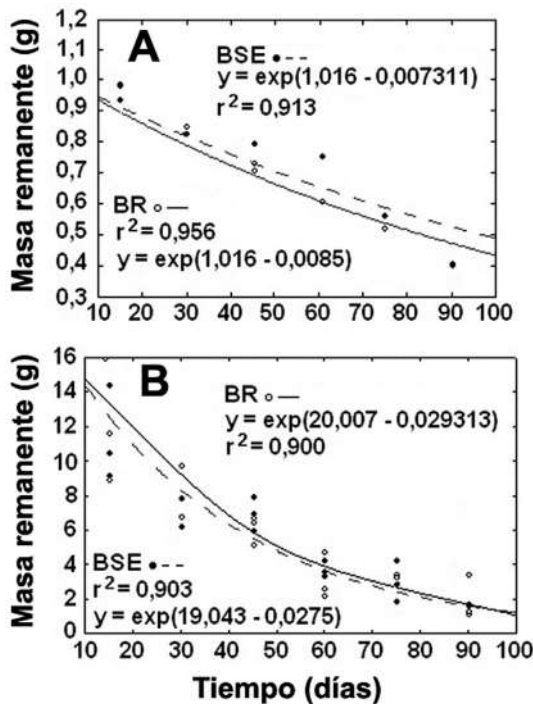 A
Masa remanente (g)
1,2
1,1
1,0
0,9
0,8
0,7
0,6
0,5
0,4
0,3
BSE ●--
y = exp(1,016 - 0,007311)
r² = 0,913
BR ○—
r² = 0,956
y = exp(1,016 - 0,0085)
10 20 30 40 50 60 70 80 90 100
B
Masa remanente (g)
16
14
12
10
8
6
4
2
0
BR ○—
y = exp(20,007 - 0,029313)
r² = 0,900
BSE ●--
r² = 0,903
y = exp(19,043 - 0,0275)
10 20 30 40 50 60 70 80 90 100
Tiempo (días)